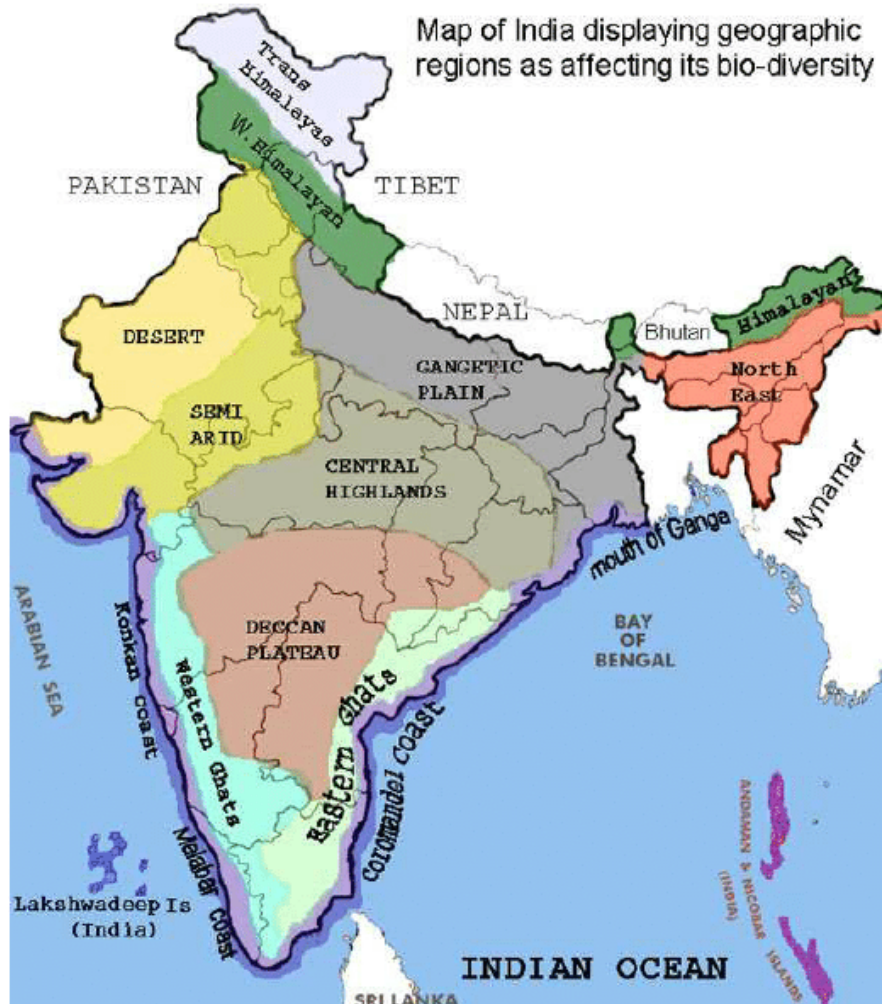 Map of India displaying geographic
regions as affecting its bio-diversity
Trans
Himalayas
W. Himalayan
PAKISTAN
TIBET
NEPAL
Bhutan
Himalayan
DESERT
GANGETIC
PLAIN
North
East
SEMI
ARID
CENTRAL
HIGHLANDS
Mynamar
mouth of Ganga
ARABIAN SEA
Konkan coast
DECCAN
PLATEAU
BAY
OF
BENGAL
Western Ghats
Eastern Ghats
Coromandel coast
Malabar coast
Lakshwadeep Is
(India)
ANDAMAN & NICOBAR ISLANDS
(INDIA)
INDIAN OCEAN
SRI LANKA